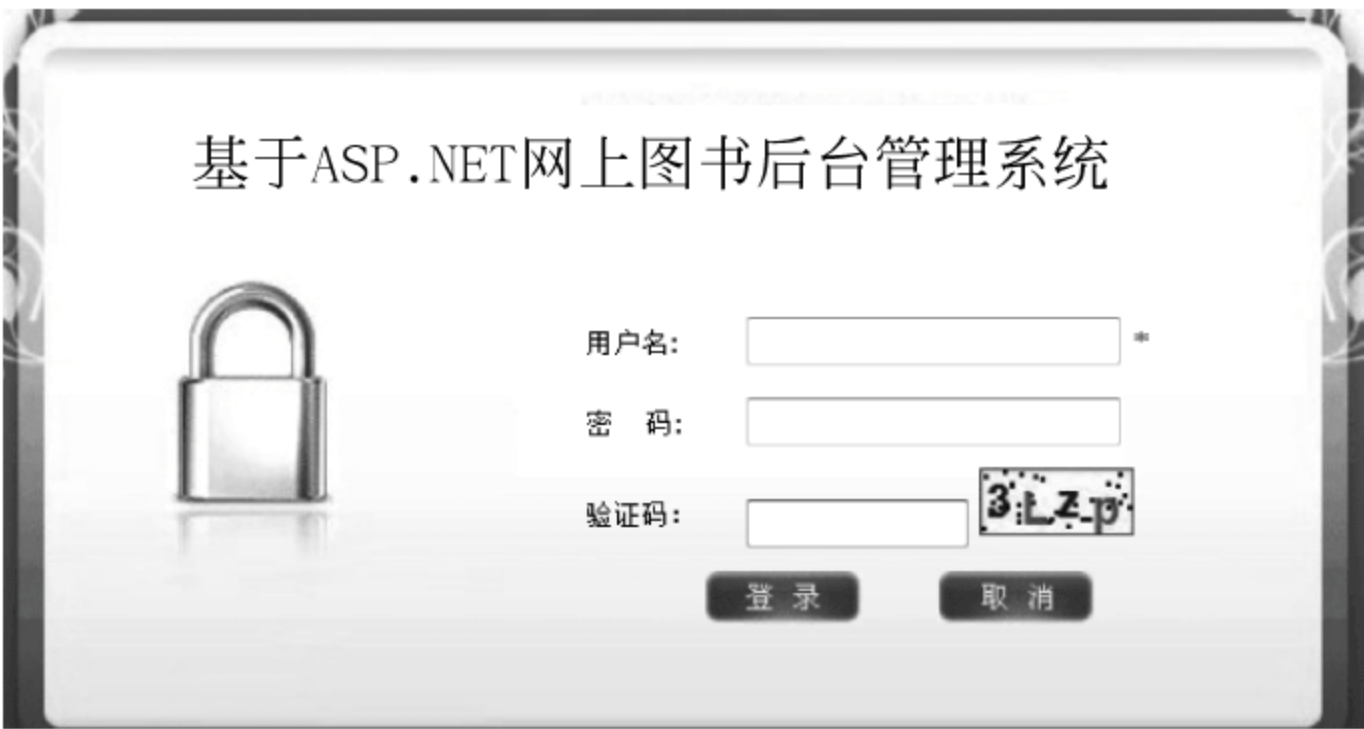 基于ASP.NET网上图书后台管理系统
用户名: *
密 码:
验证码: 3Lzp
登 录 取 消